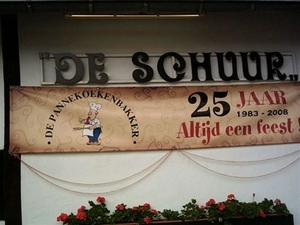 "DE SCHUUR"
DE PANNEKOEKENBAKKER
25 JAAR
1983 - 2008
Altijd een feest !